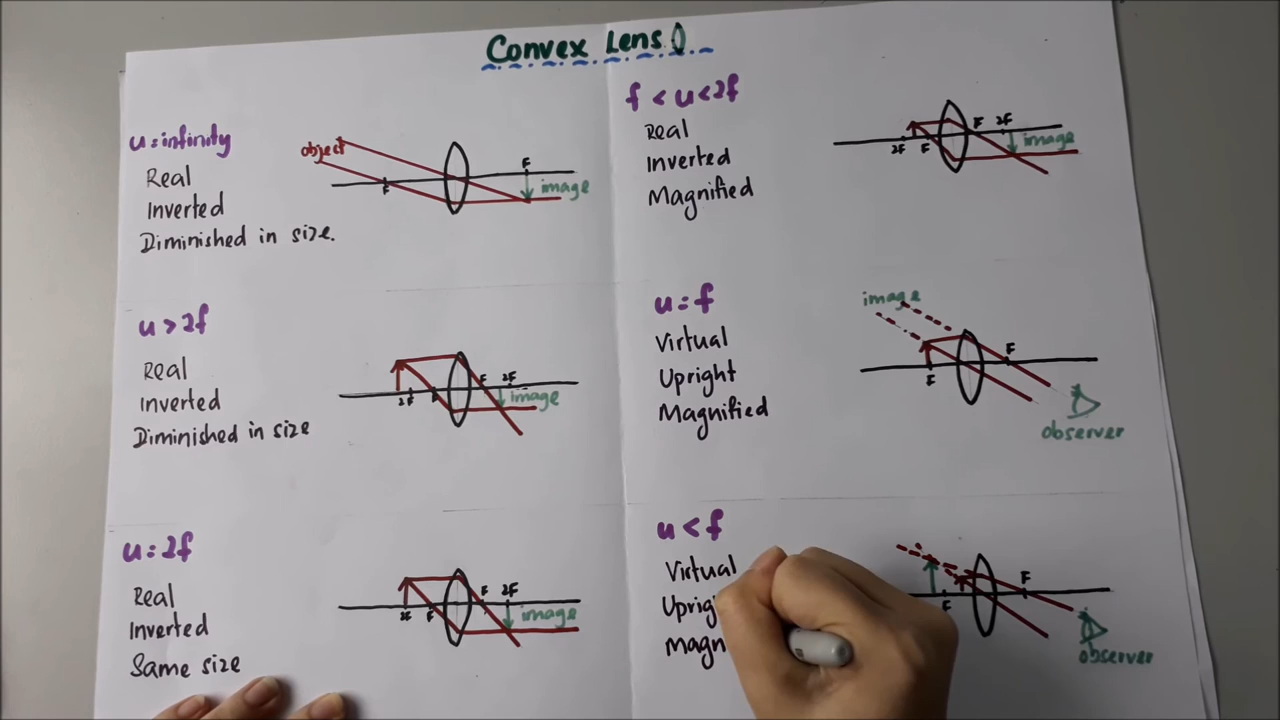 Convex Lens
u = infinity
Real
Inverted
Diminished in size.
object
F
F
image
u > 2f
Real
Inverted
Diminished in size
2F F
F 2F
image
u = 2f
Real
Inverted
Same size
2F F
F 2F
image
f < u < 2f
Real
Inverted
Magnified
2F F
F 2F
image
u = f
Virtual
Upright
Magnified
image
F
F
observer
u < f
Virtual
F
F
observer